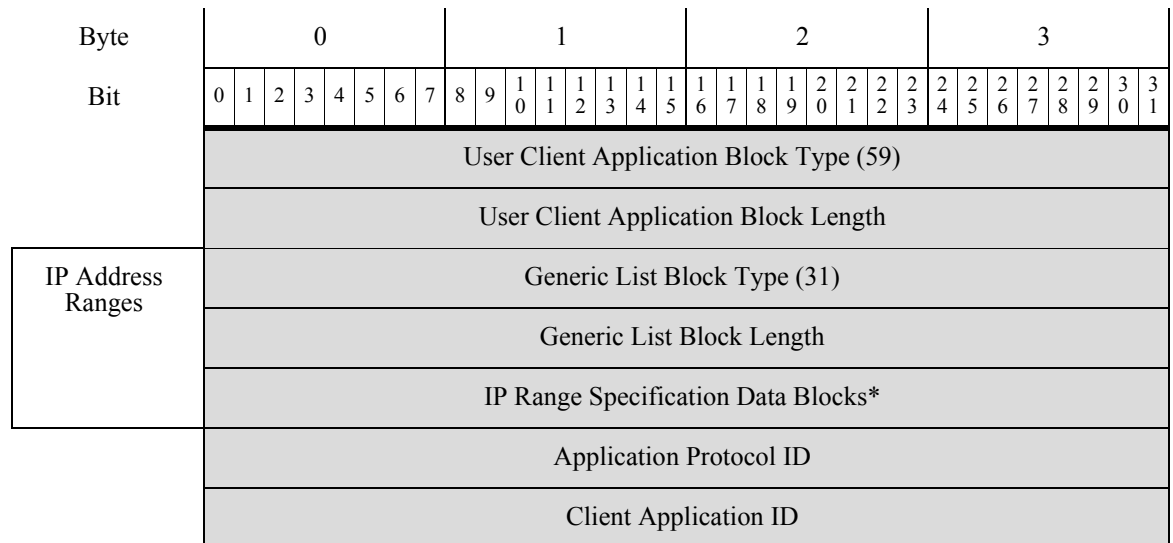 Byte 0 1 2 3
Bit 0 1 2 3 4 5 6 7 8 9 10 11 12 13 14 15 16 17 18 19 20 21 22 23 24 25 26 27 28 29 30 31
User Client Application Block Type (59)
User Client Application Block Length
IP Address
Ranges
Generic List Block Type (31)
Generic List Block Length
IP Range Specification Data Blocks*
Application Protocol ID
Client Application ID